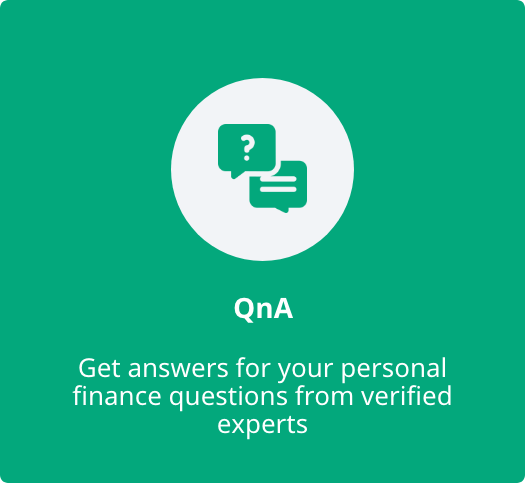 ?
QnA
Get answers for your personal
finance questions from verified
experts